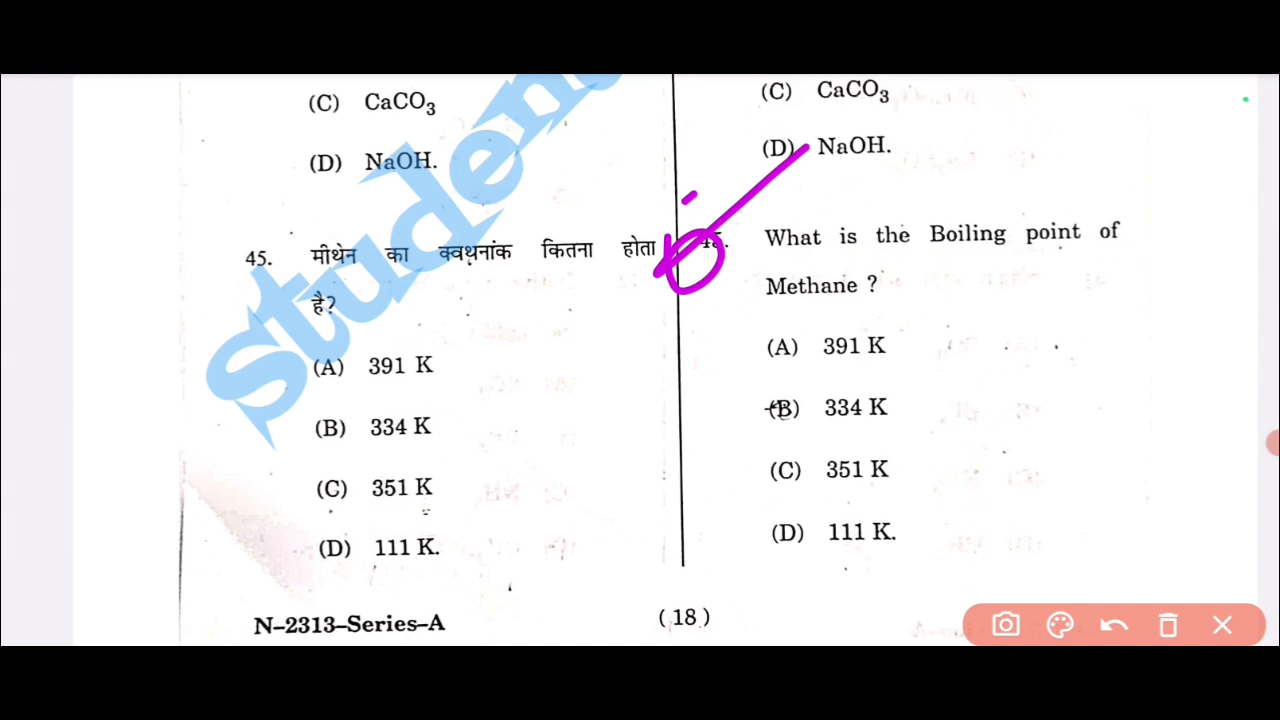 (C) CaCO₃
(D) NaOH.
45. मीथेन का क्वथनांक कितना होता
है?
(A) 391 K
(B) 334 K
(C) 351 K
(D) 111 K.
(C) CaCO₃
(D) NaOH.
45. What is the Boiling point of
Methane ?
(A) 391 K
(B) 334 K
(C) 351 K
(D) 111 K.
N–2313–Series–A
( 18 )